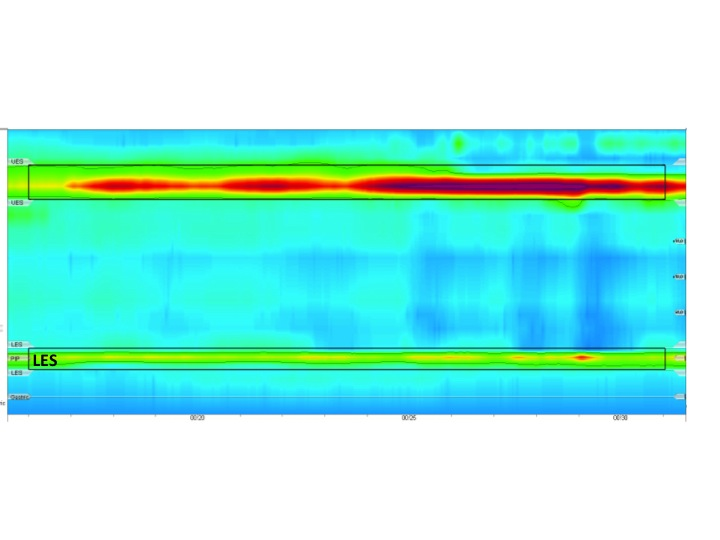 UES
UES
LES
PIP
LES
LES
Gastric
00:20
00:25
00:30